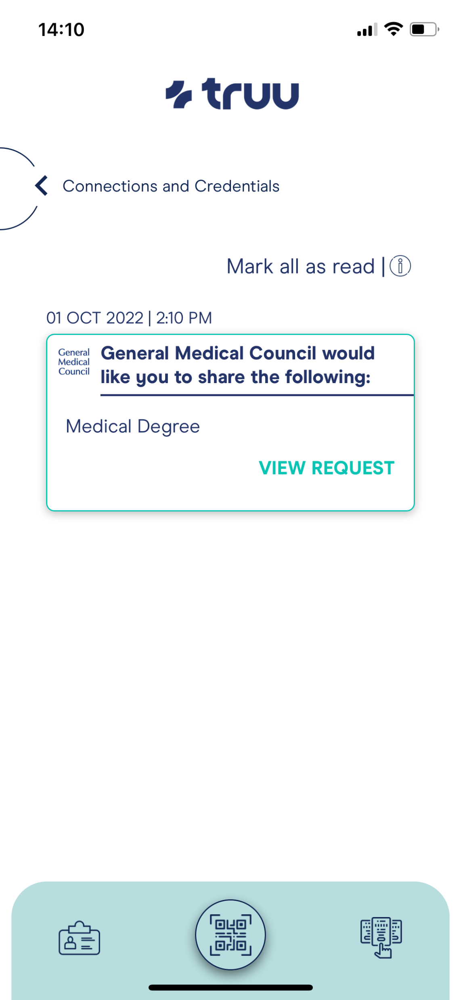 14:10
truu
Connections and Credentials
Mark all as read |
01 OCT 2022 | 2:10 PM
General
Medical
Council
General Medical Council would
like you to share the following:
Medical Degree
VIEW REQUEST